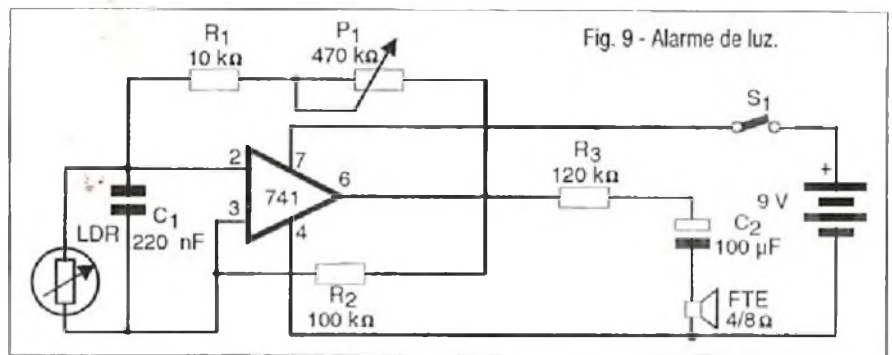 Fig. 9 - Alarme de luz.
R1
10 kΩ
P1
470 kΩ
S1
R3
120 kΩ
2
7
6
741
3
4
+
9 V
LDR
C1
220 nF
C2
100 µF
R2
100 kΩ
FTE
4/8 Ω